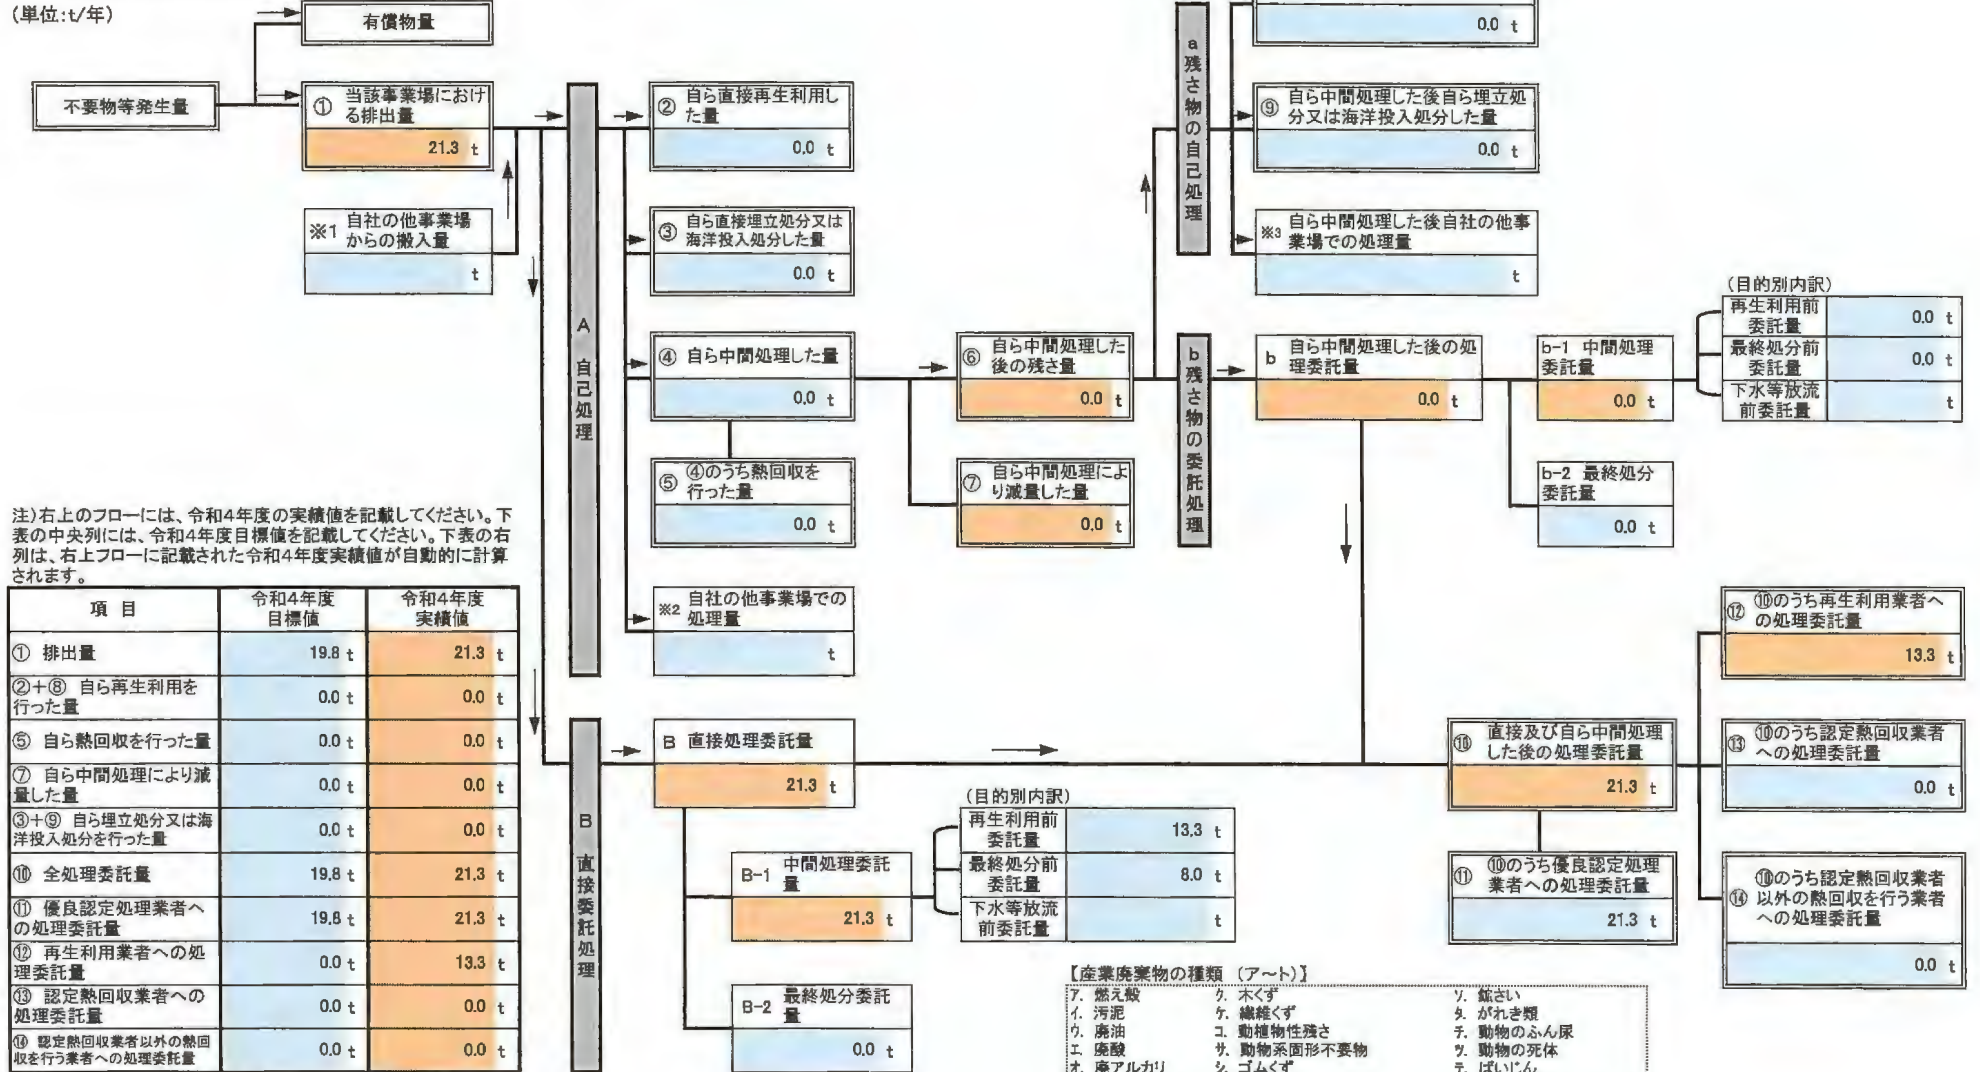 (単位:t/年)
有償物量
不要物等発生量
① 当該事業場におけ
る排出量
21.3 t
※1 自社の他事業場
からの搬入量
t
A 自己処理
② 自ら直接再生利用し
た量
0.0 t
③ 自ら直接埋立処分又は
海洋投入処分した量
0.0 t
④ 自ら中間処理した量
0.0 t
⑤ ④のうち熱回収を
行った量
0.0 t
※2 自社の他事業場での
処理量
t
⑥ 自ら中間処理した
後の残さ量
0.0 t
⑦ 自ら中間処理によ
り減量した量
0.0 t
a 残さ物の自己処理
0.0 t
⑨ 自ら中間処理した後自ら埋立処
分又は海洋投入処分した量
0.0 t
※3 自ら中間処理した後自社の他事
業場での処理量
t
b 残さ物の委託処理
b 自ら中間処理した後の処
理委託量
0.0 t
b-1 中間処理
委託量
0.0 t
(目的別内訳)
再生利用前
委託量
0.0 t
最終処分前
委託量
0.0 t
下水等放流
前委託量
t
b-2 最終処分
委託量
0.0 t
注)右上のフローには、令和4年度の実績値を記載してください。下
表の中央列には、令和4年度目標値を記載してください。下表の右
列は、右上フローに記載された令和4年度実績値が自動的に計算
されます。
項 目 令和4年度 令和4年度
目標値 実績値
① 排出量 19.8 t 21.3 t
②+⑧ 自ら再生利用を
行った量 0.0 t 0.0 t
⑤ 自ら熱回収を行った量 0.0 t 0.0 t
⑦ 自ら中間処理により減
量した量 0.0 t 0.0 t
③+⑨ 自ら埋立処分又は海
洋投入処分を行った量 0.0 t 0.0 t
⑩ 全処理委託量 19.8 t 21.3 t
⑪ 優良認定処理業者へ
の処理委託量 19.8 t 21.3 t
⑫ 再生利用業者への処
理委託量 0.0 t 13.3 t
⑬ 認定熱回収業者への
処理委託量 0.0 t 0.0 t
⑭ 認定熱回収業者以外の熱回
収を行う業者への処理委託量 0.0 t 0.0 t
B 直接委託処理
B 直接処理委託量
21.3 t
B-1 中間処理委託
量
21.3 t
(目的別内訳)
再生利用前
委託量
13.3 t
最終処分前
委託量
8.0 t
下水等放流
前委託量
t
B-2 最終処分委託
量
0.0 t
⑩ 直接及び自ら中間処理
した後の処理委託量
21.3 t
⑪ ⑩のうち優良認定処理
業者への処理委託量
21.3 t
⑫ ⑩のうち再生利用業者へ
の処理委託量
13.3 t
⑬ ⑩のうち認定熱回収業者
への処理委託量
0.0 t
⑭ ⑩のうち認定熱回収業者
以外の熱回収を行う業者
への処理委託量
0.0 t
【産業廃棄物の種類 (ア～ト)】
ア. 燃え殻 ク. 木くず ソ. 鉱さい
イ. 汚泥 ケ. 繊維くず タ. がれき類
ウ. 廃油 コ. 動植物性残さ チ. 動物のふん尿
エ. 廃酸 サ. 動物系固形不要物 ツ. 動物の死体
オ. 廃アルカリ シ. ゴムくず テ. ばいじん